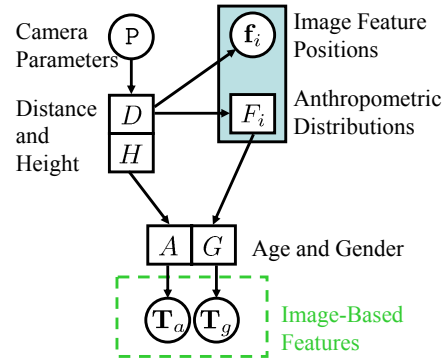 Camera
Parameters
P
f_i
Image Feature
Positions
Distance
and
Height
D
H
F_i
Anthropometric
Distributions
A
G
Age and Gender
T_a
T_g
Image-Based
Features